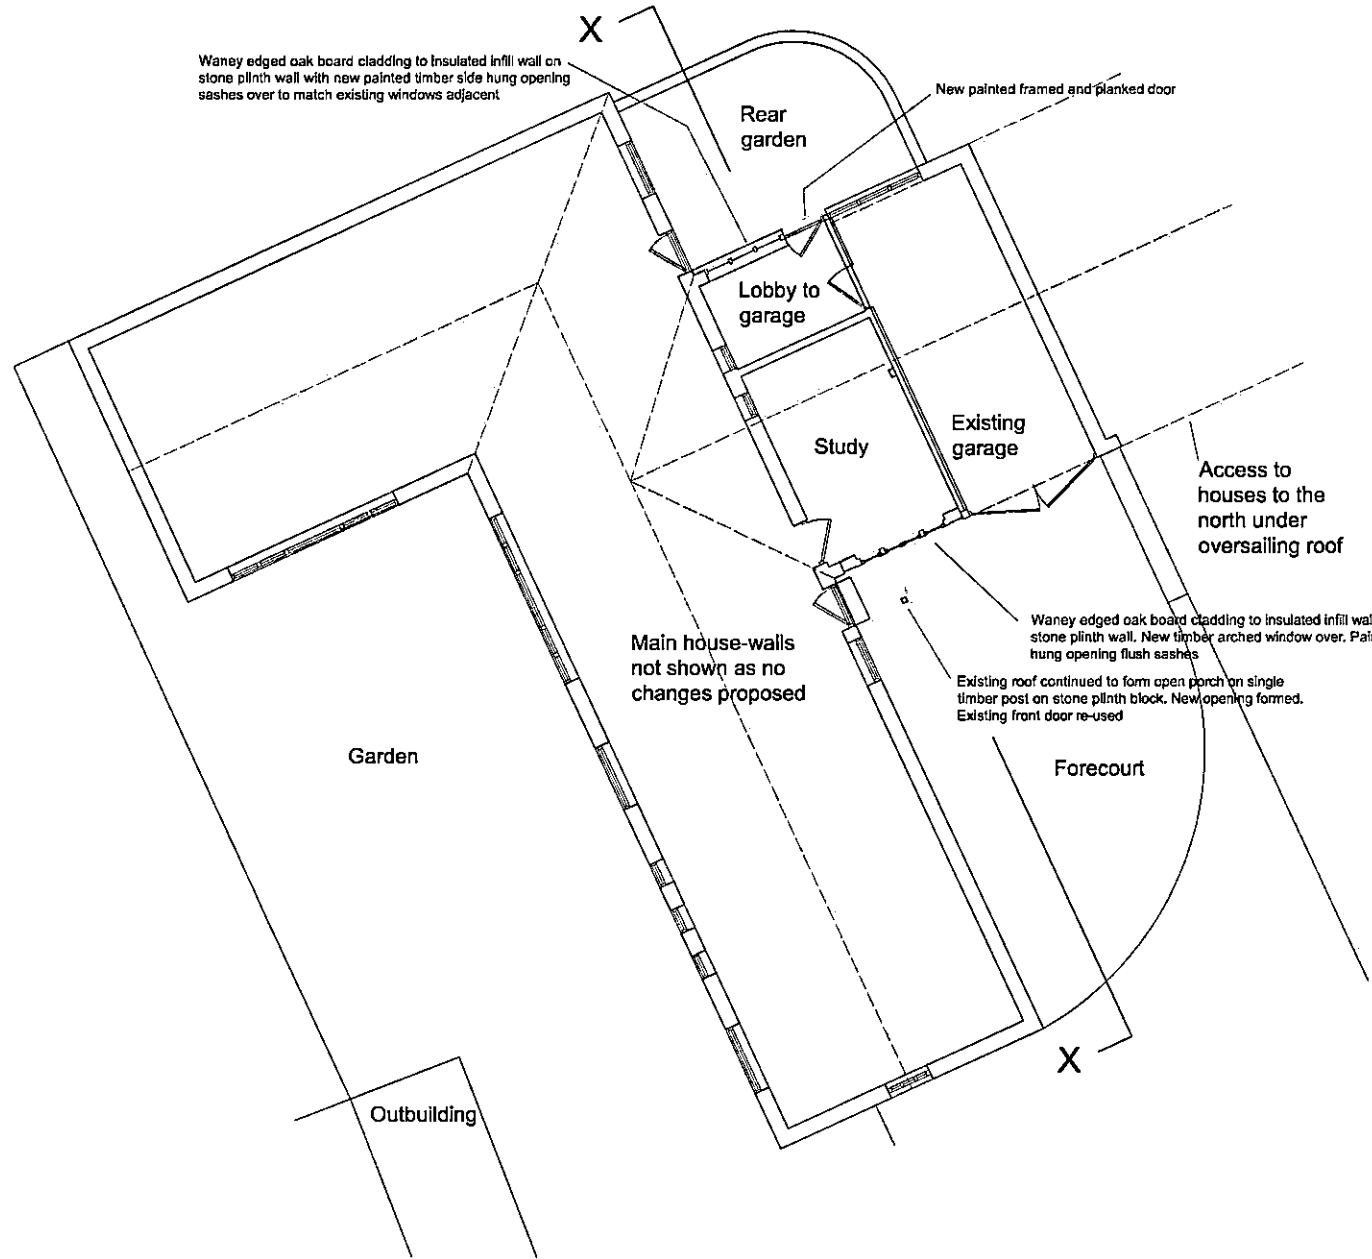 X
Waney edged oak board cladding to insulated infill wall on
stone plinth wall with new painted timber side hung opening
sashes over to match existing windows adjacent
New painted framed and planked door
Rear
garden
Lobby to
garage
Study
Existing
garage
Access to
houses to the
north under
oversailing roof
Waney edged oak board cladding to insulated infill wal
stone plinth wall. New timber arched window over.
hung opening flush sashes
Existing roof continued to form open porch on single
timber post on stone plinth block. New opening formed.
Existing front door re-used
Main house-walls
not shown as no
changes proposed
Garden
Forecourt
X
Outbuilding